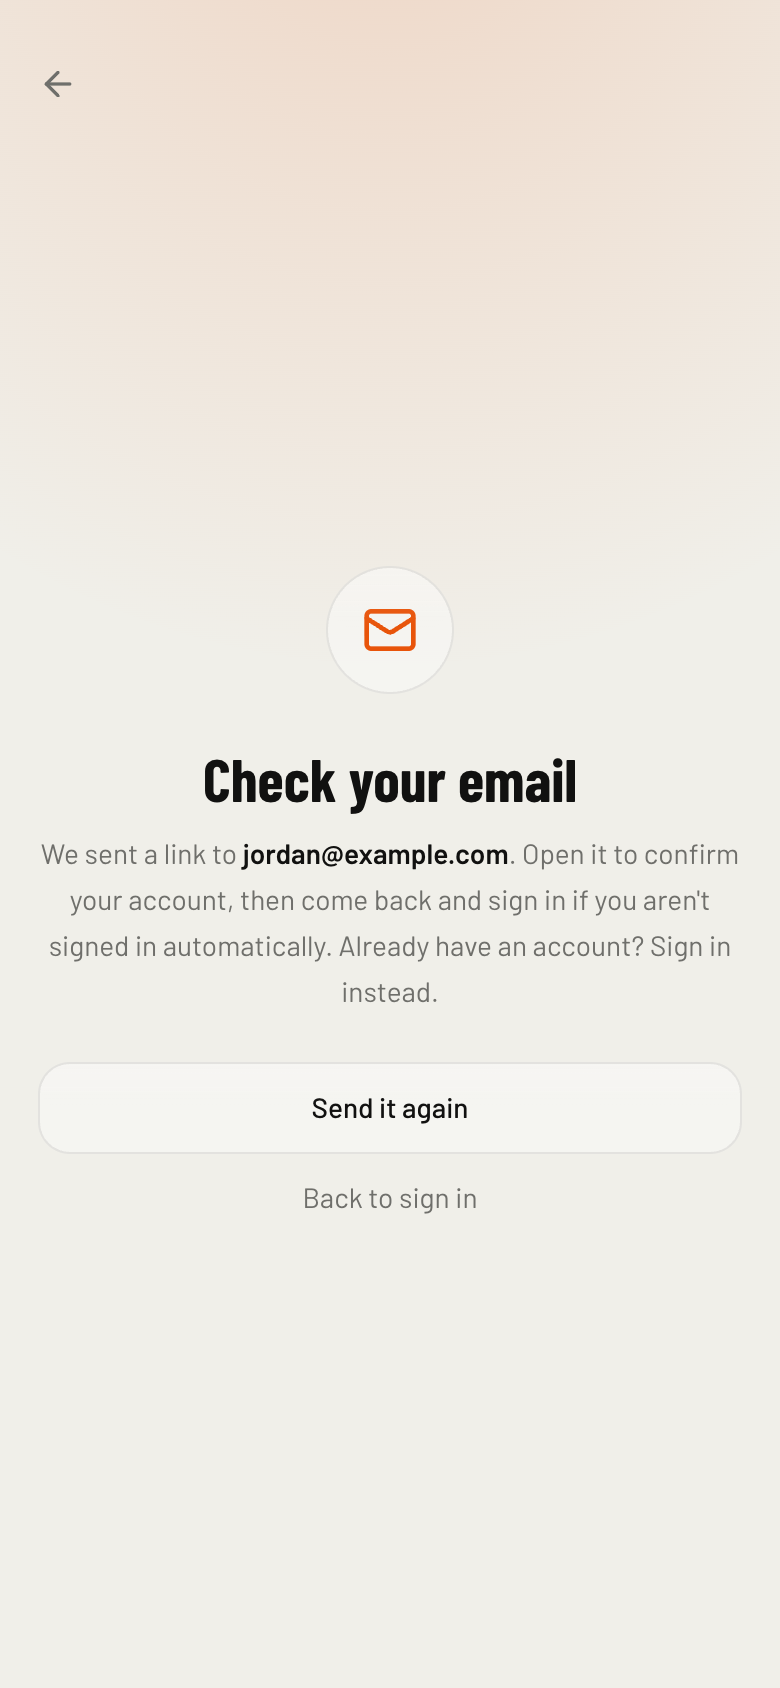 Check your email
We sent a link to jordan@example.com. Open it to confirm
your account, then come back and sign in if you aren't
signed in automatically. Already have an account? Sign in
instead.
Send it again
Back to sign in